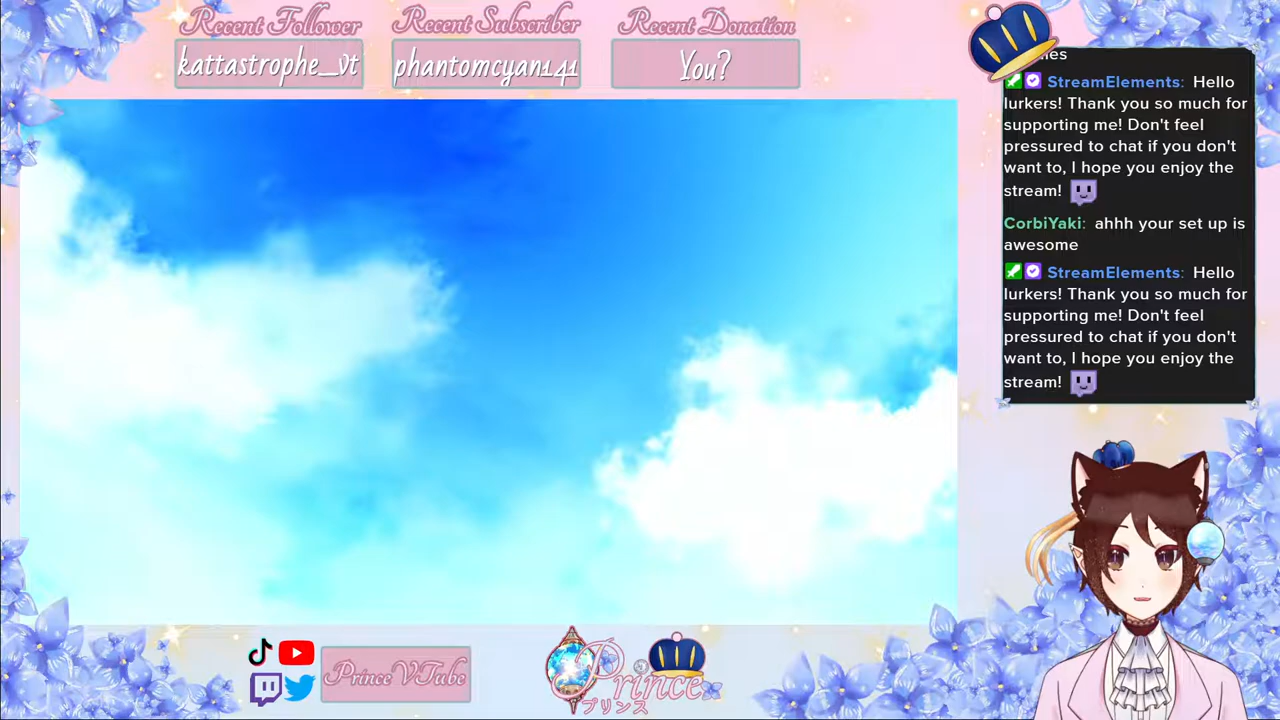 Recent Follower
kattastrophe_vt
Recent Subscriber
phantomcyan141
Recent Donation
You?
StreamElements: Hello
lurkers! Thank you so much for
supporting me! Don't feel
pressured to chat if you don't
want to, I hope you enjoy the
stream!
CorbiYaki: ahhh your set up is
awesome
StreamElements: Hello
lurkers! Thank you so much for
supporting me! Don't feel
pressured to chat if you don't
want to, I hope you enjoy the
stream!
Prince VTube
Prince
プリンス